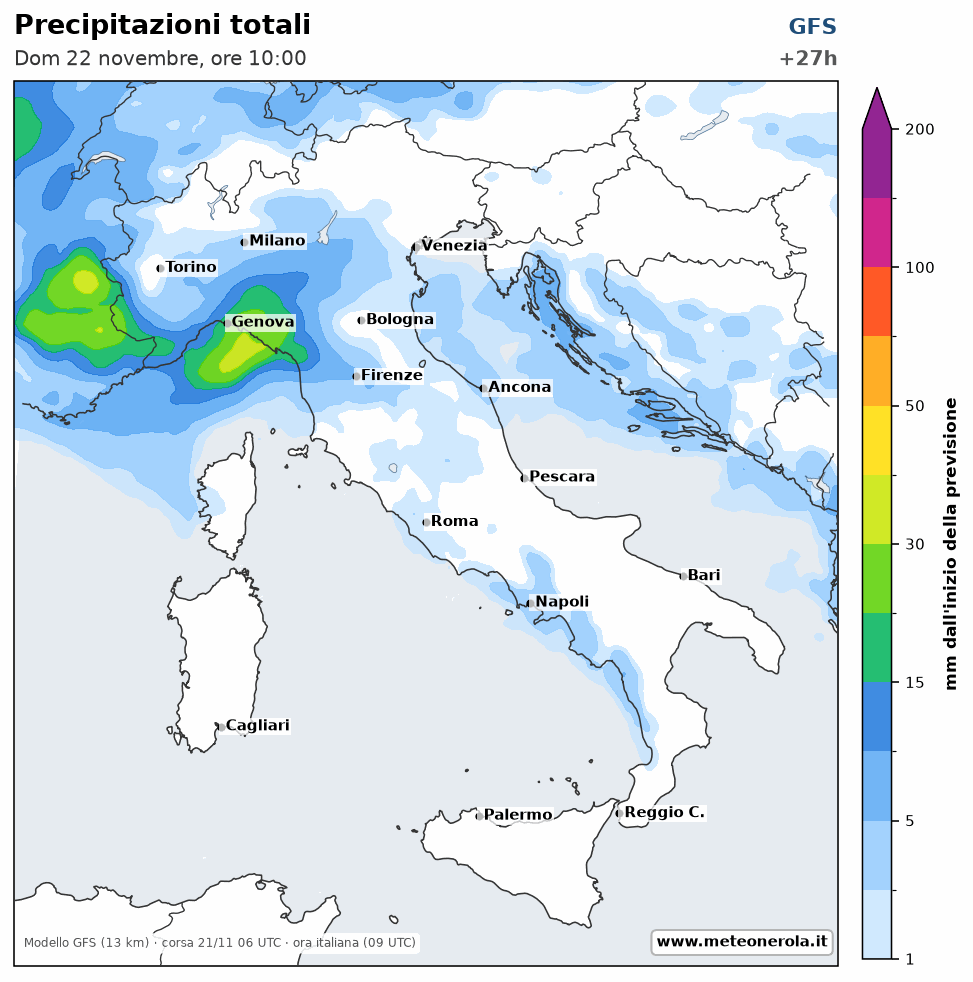 Precipitazioni totali
GFS
Dom 22 novembre, ore 10:00
+27h
200
100
50
30
15
5
1
mm dall'inizio della previsione
Milano
Venezia
Torino
Genova
Bologna
Firenze
Ancona
Pescara
Roma
Bari
Napoli
Cagliari
Palermo
Reggio C.
Modello GFS (13 km) · corsa 21/11 06 UTC · ora italiana (09 UTC)
www.meteonerola.it